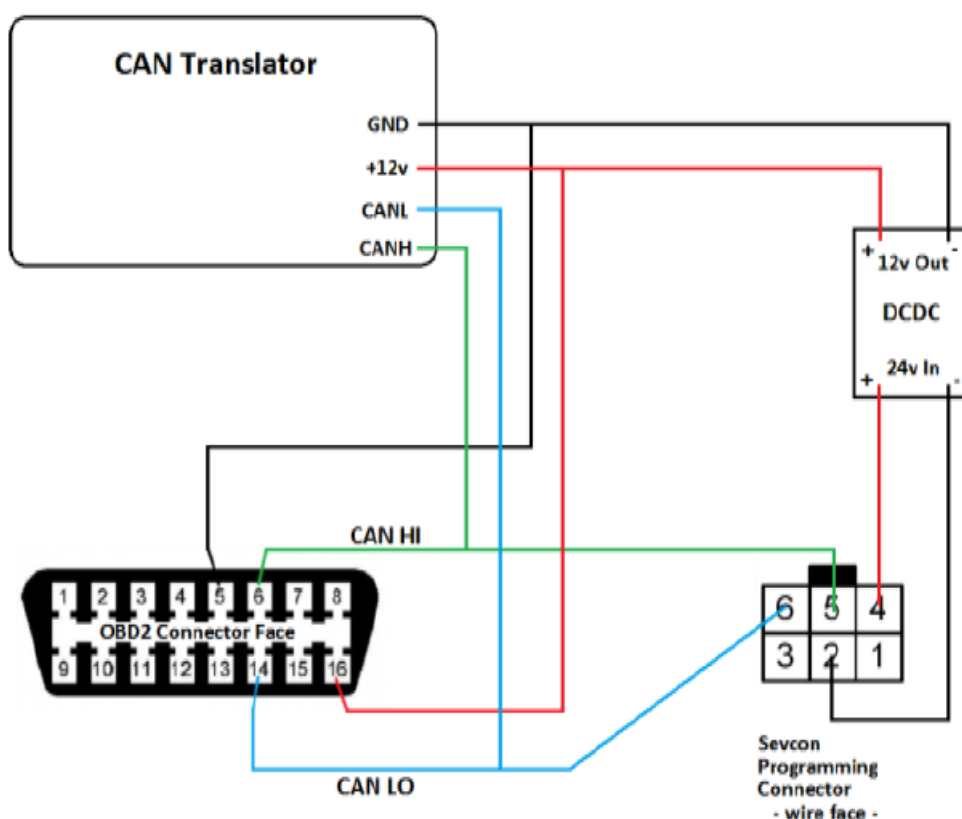 CAN Translator
GND
+12v
CANL
CANH
+ -
12v Out
DCDC
24v In
+ -
CAN HI
1 2 3 4 5 6 7 8
OBD2 Connector Face
9 10 11 12 13 14 15 16
6 5 4
3 2 1
CAN LO
Sevcon
Programming
Connector
- wire face -